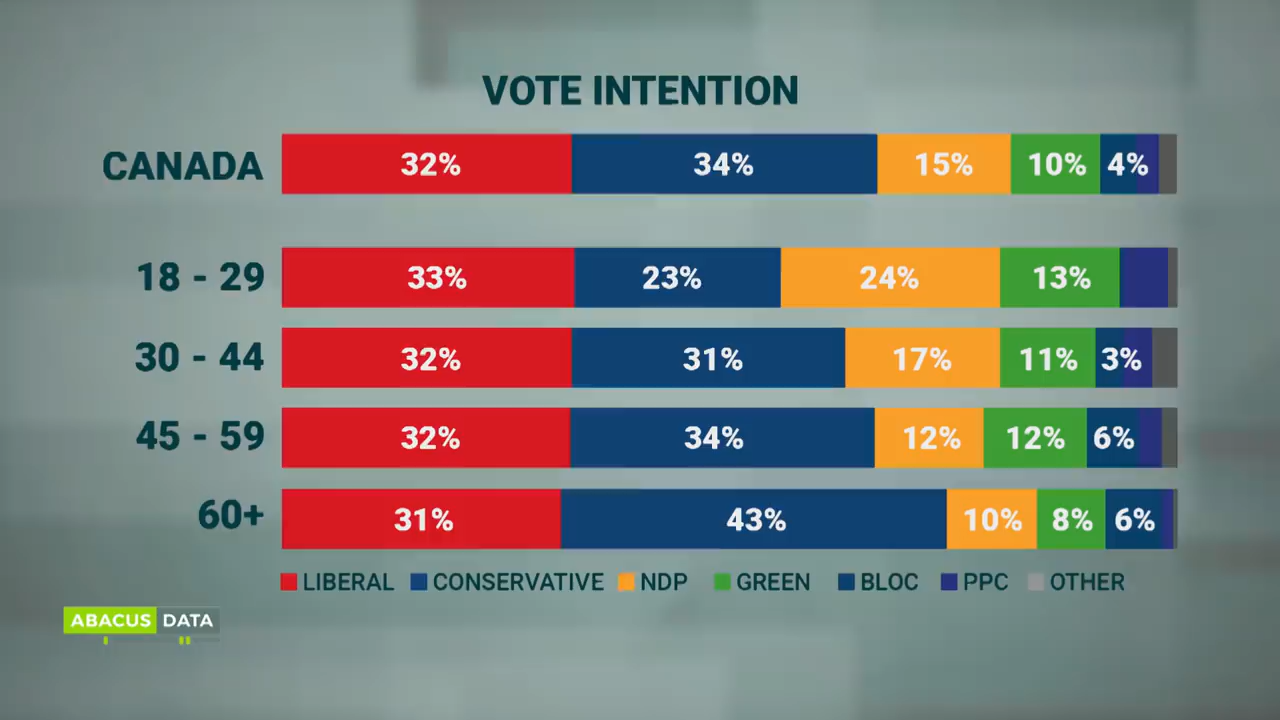 VOTE INTENTION
CANADA 32% 34% 15% 10% 4%
18 - 29 33% 23% 24% 13%
30 - 44 32% 31% 17% 11% 3%
45 - 59 32% 34% 12% 12% 6%
60+ 31% 43% 10% 8% 6%
LIBERAL CONSERVATIVE NDP GREEN BLOC PPC OTHER
ABACUS DATA